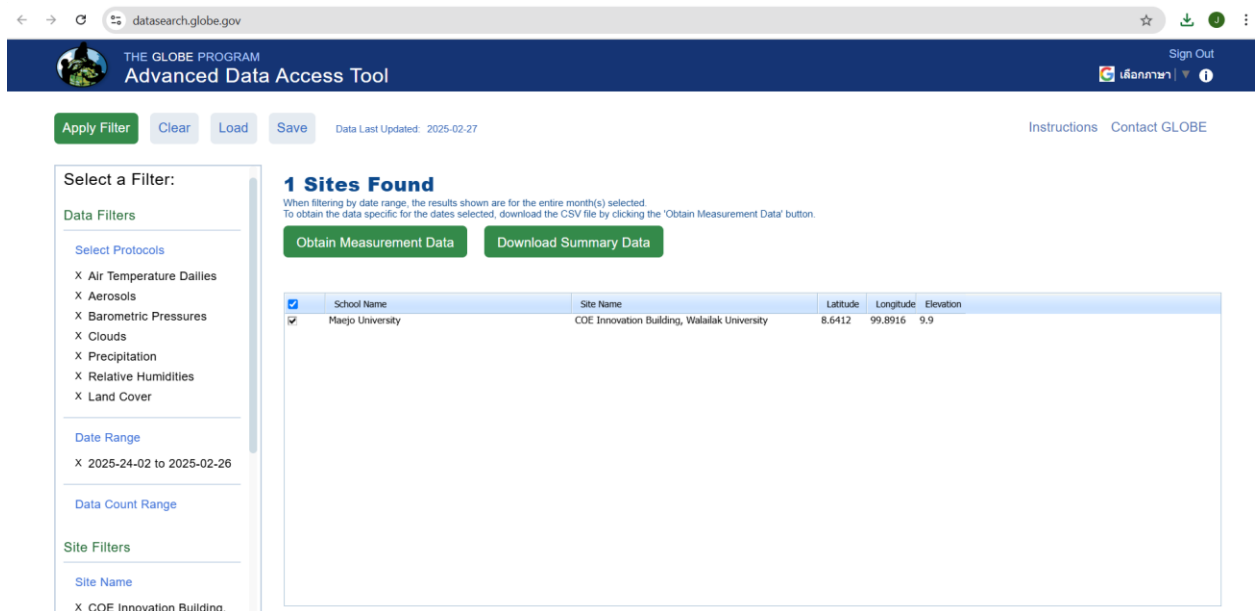 datasearch.globe.gov
J
THE GLOBE PROGRAM
Advanced Data Access Tool
Sign Out
เลือกภาษา
Apply Filter Clear Load Save Data Last Updated: 2025-02-27 Instructions Contact GLOBE
Select a Filter:
Data Filters
Select Protocols
X Air Temperature Dailies
X Aerosols
X Barometric Pressures
X Clouds
X Precipitation
X Relative Humidities
X Land Cover
Date Range
X 2025-24-02 to 2025-02-26
Data Count Range
Site Filters
Site Name
X COE Innovation Building,
1 Sites Found
When filtering by date range, the results shown are for the entire month(s) selected.
To obtain the data specific for the dates selected, download the CSV file by clicking the 'Obtain Measurement Data' button.
Obtain Measurement Data Download Summary Data
School Name Site Name Latitude Longitude Elevation
Maejo University COE Innovation Building, Walailak University 8.6412 99.8916 9.9